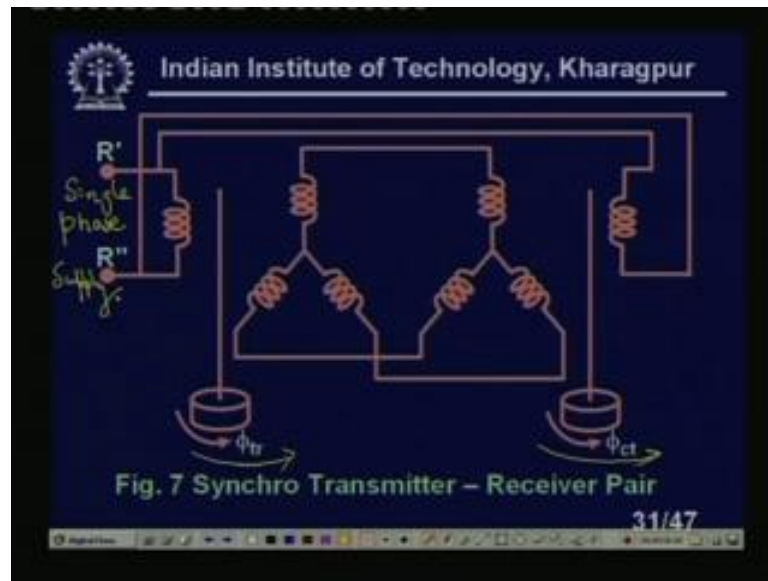 Indian Institute of Technology, Kharagpur
R'
Single
phase
R"
Supply.
ϕtr
ϕct
Fig. 7 Synchro Transmitter – Receiver Pair
31/47